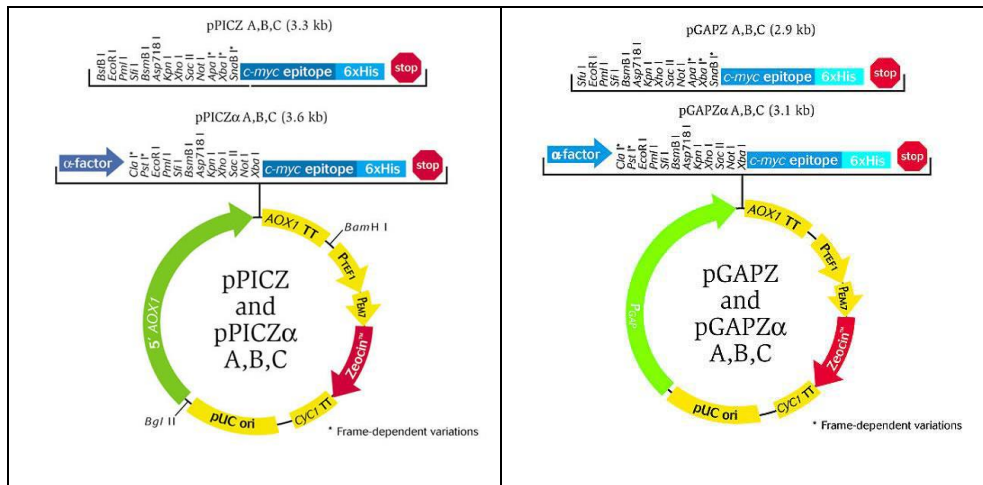 pPICZ A,B,C (3.3 kb)
BstB I
EcoR I
Pml I
Sfi I
BsmB I
Asp718 I
Kpn I
Xho I
Sac II
Not I
Apa I*
Xba I*
SnaB I*
c-myc epitope 6xHis stop
pPICZα A,B,C (3.6 kb)
α-factor
Cla I*
Pst I*
EcoR I
Pml I
Sfi I
BsmB I
Asp718 I
Kpn I
Xho I
Sac II
Not I
Xba I
c-myc epitope 6xHis stop
AOX1 TT
BamH I
PTEF1
PEM7
Zeocin™
CYC1 TT
pUC ori
Bgl II
5' AOX1
pPICZ
and
pPICZα
A,B,C
* Frame-dependent variations
pGAPZ A,B,C (2.9 kb)
Sfu I
EcoR I
Pml I
Sfi I
BsmB I
Asp718 I
Kpn I
Xho I
Sac II
Not I
Apa I*
Xba I*
SnaB I*
c-myc epitope 6xHis stop
pGAPZα A,B,C (3.1 kb)
α-factor
Cla I*
Pst I*
EcoR I
Pml I
Sfi I
BsmB I
Asp718 I
Kpn I
Xho I
Sac II
Not I
Xba I
c-myc epitope 6xHis stop
AOX1 TT
PTEF1
PEM7
Zeocin™
CYC1 TT
pUC ori
PGAP
pGAPZ
and
pGAPZα
A,B,C
* Frame-dependent variations